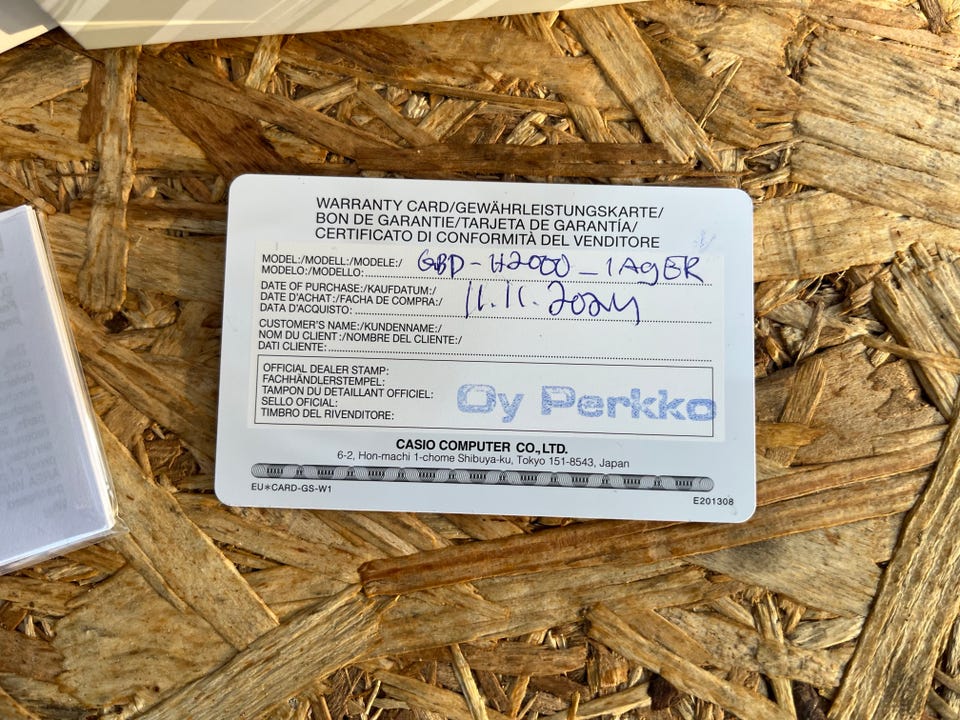 WARRANTY CARD/GEWÄHRLEISTUNGSKARTE/
BON DE GARANTIE/TARJETA DE GARANTÍA/
CERTIFICATO DI CONFORMITÀ DEL VENDITORE
MODEL:/MODELL:/MODELE:/ GBD-H2000_1AgER
MODELO:/MODELLO:
DATE OF PURCHASE:/KAUFDATUM:/ 11.11.2024
DATE D'ACHAT:/FACHA DE COMPRA:/
DATA D'ACQUISTO:
CUSTOMER'S NAME:/KUNDENNAME:/
NOM DU CLIENT:/NOMBRE DEL CLIENTE:/
DATI CLIENTE:
OFFICIAL DEALER STAMP:
FACHHÄNDLERSTEMPEL:
TAMPON DU DETAILLANT OFFICIEL:
SELLO OFICIAL:
TIMBRO DEL RIVENDITORE:
Oy Perkko
CASIO COMPUTER CO.,LTD.
6-2, Hon-machi 1-chome Shibuya-ku, Tokyo 151-8543, Japan
EU*CARD-GS-W1
E201308